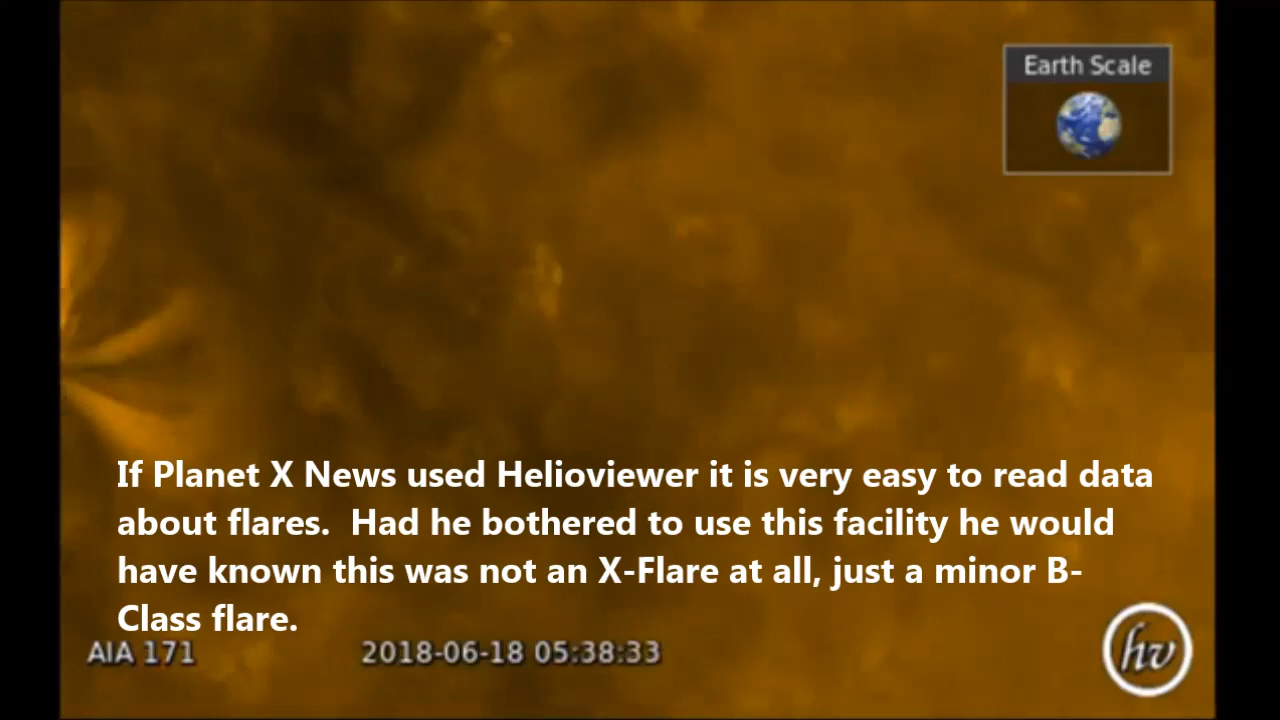 Earth Scale
If Planet X News used Helioviewer it is very easy to read data
about flares.  Had he bothered to use this facility he would
have known this was not an X-Flare at all, just a minor B-
Class flare.
AIA 171 2018-06-18 05:38:33
hv